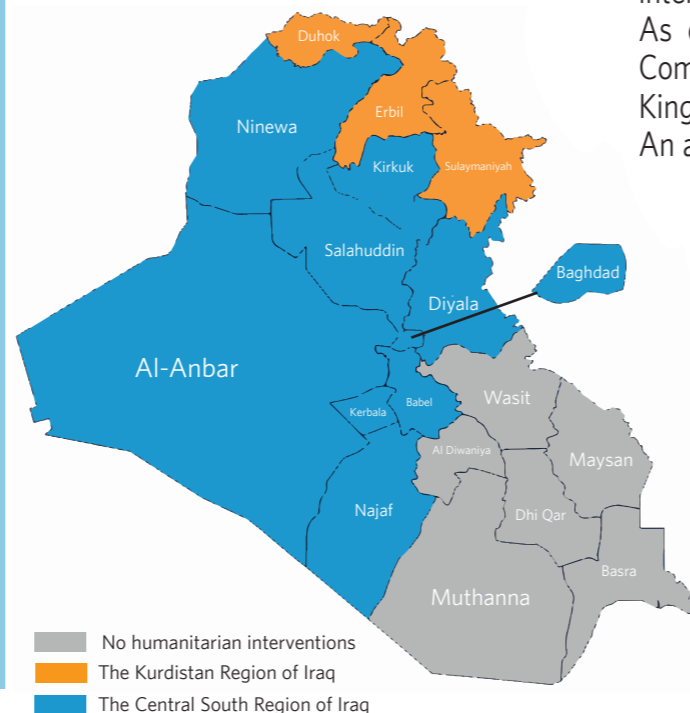 As
Com
King
An a
Duhok
Erbil
Ninewa
Kirkuk
Sulaymaniyah
Salahuddin
Baghdad
Diyala
Al-Anbar
Wasit
Babel
Kerbala
Al Diwaniya
Maysan
Najaf
Dhi Qar
Basra
Muthanna
No humanitarian interventions
The Kurdistan Region of Iraq
The Central South Region of Iraq